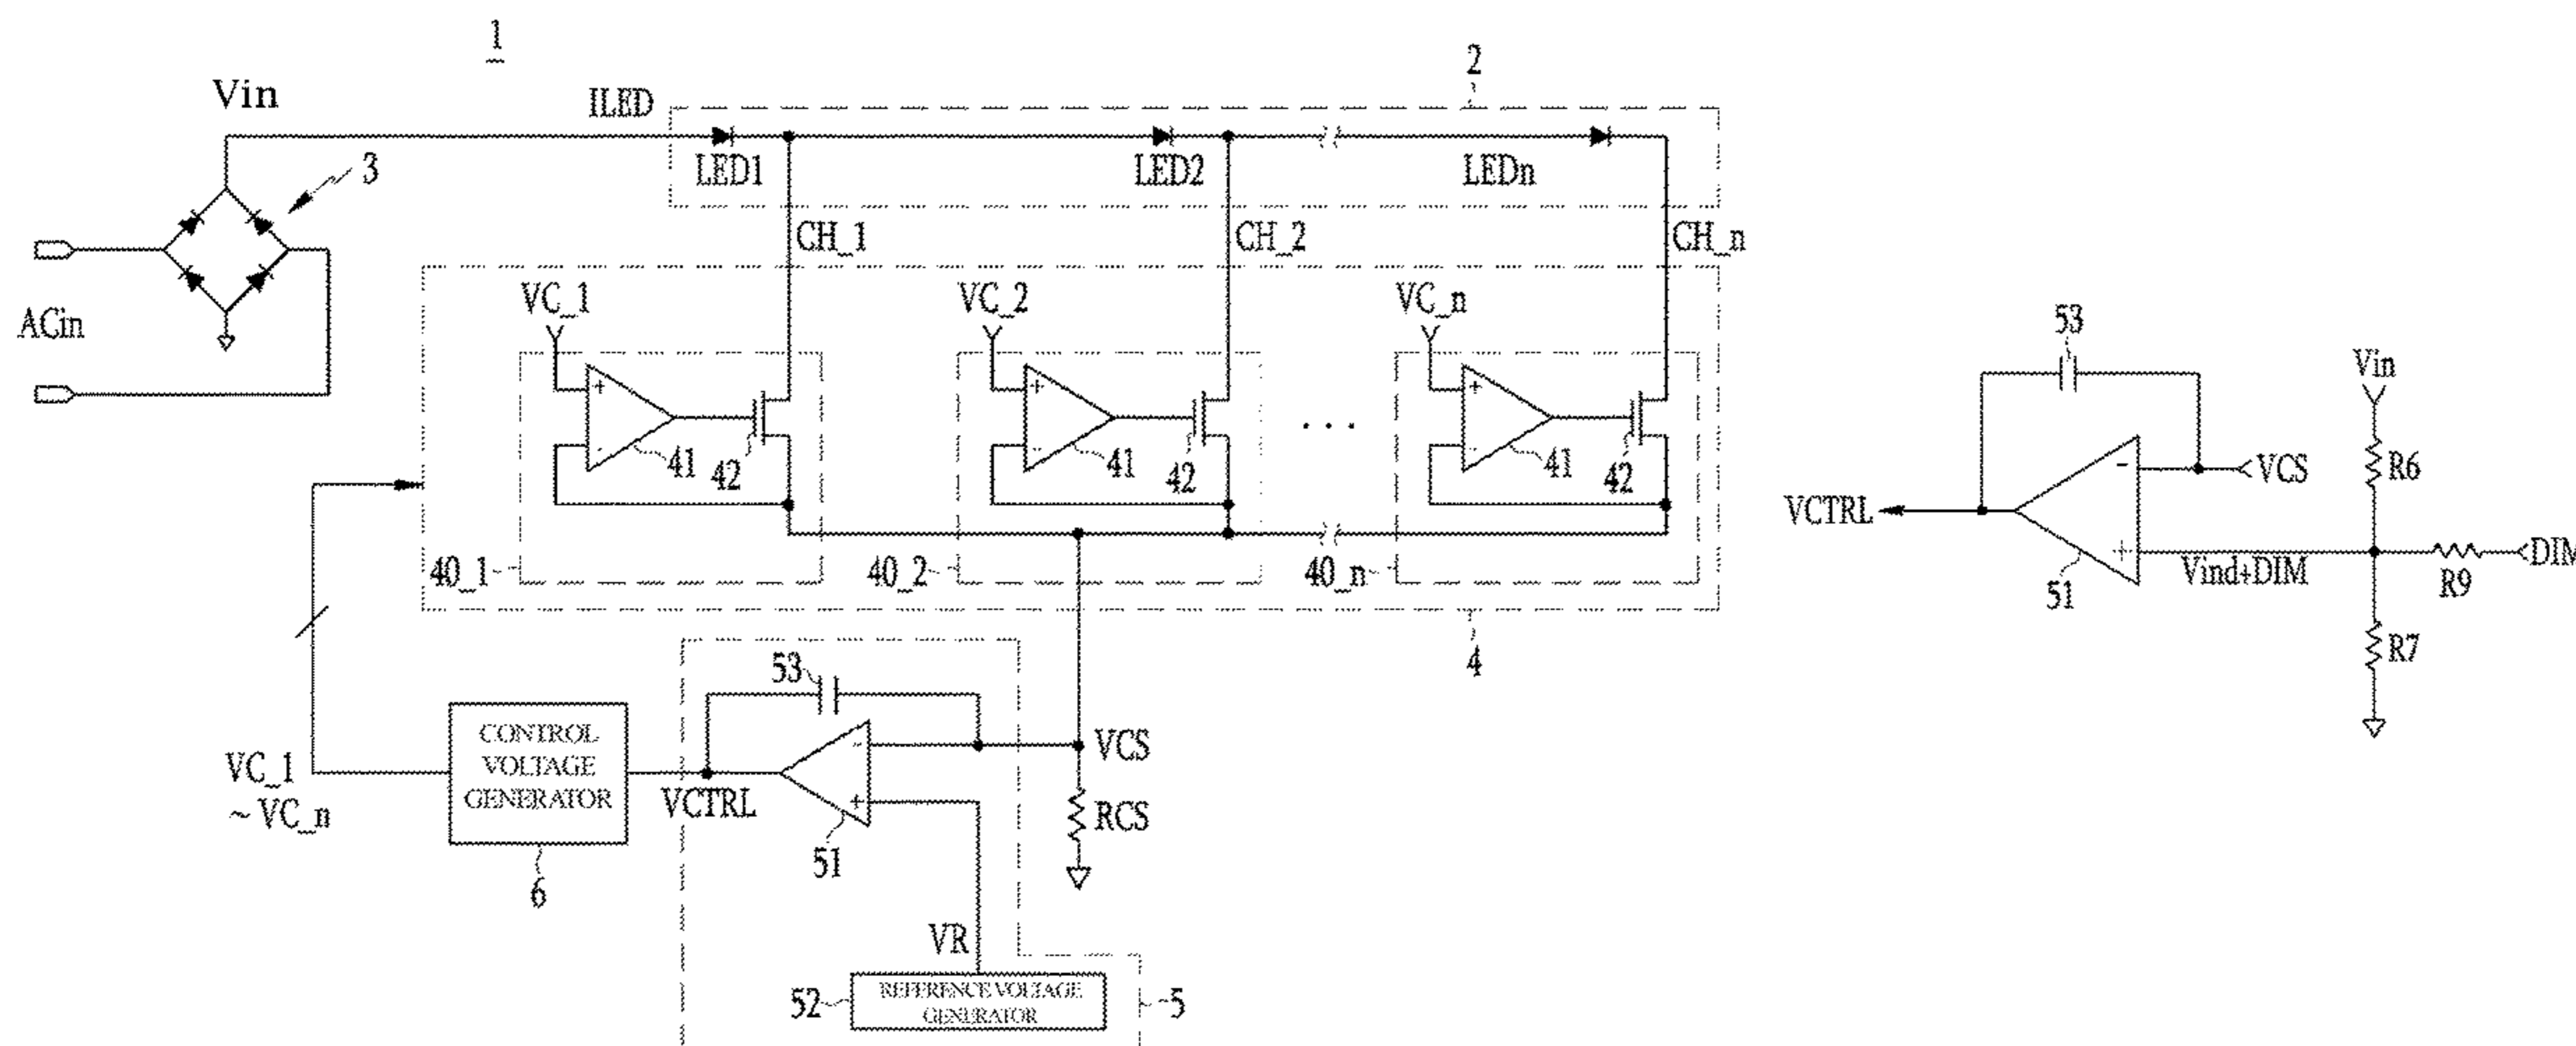 1
Vin
ILED
2
3
LED1
LED2
LEDn
CH_1
CH_2
CH_n
ACin
VC_1
VC_2
VC_n
+
+
+
-
-
-
41
42
41
42
. . .
41
42
40_1
40_2
40_n
4
53
VCS
-
+
VCTRL
51
RCS
CONTROL
VOLTAGE
GENERATOR
6
VC_1
~ VC_n
VR
52
REFERENCE VOLTAGE
GENERATOR
5
53
Vin
R6
-
VCS
VCTRL
+
Vind+DIM
DIM
R9
51
R7